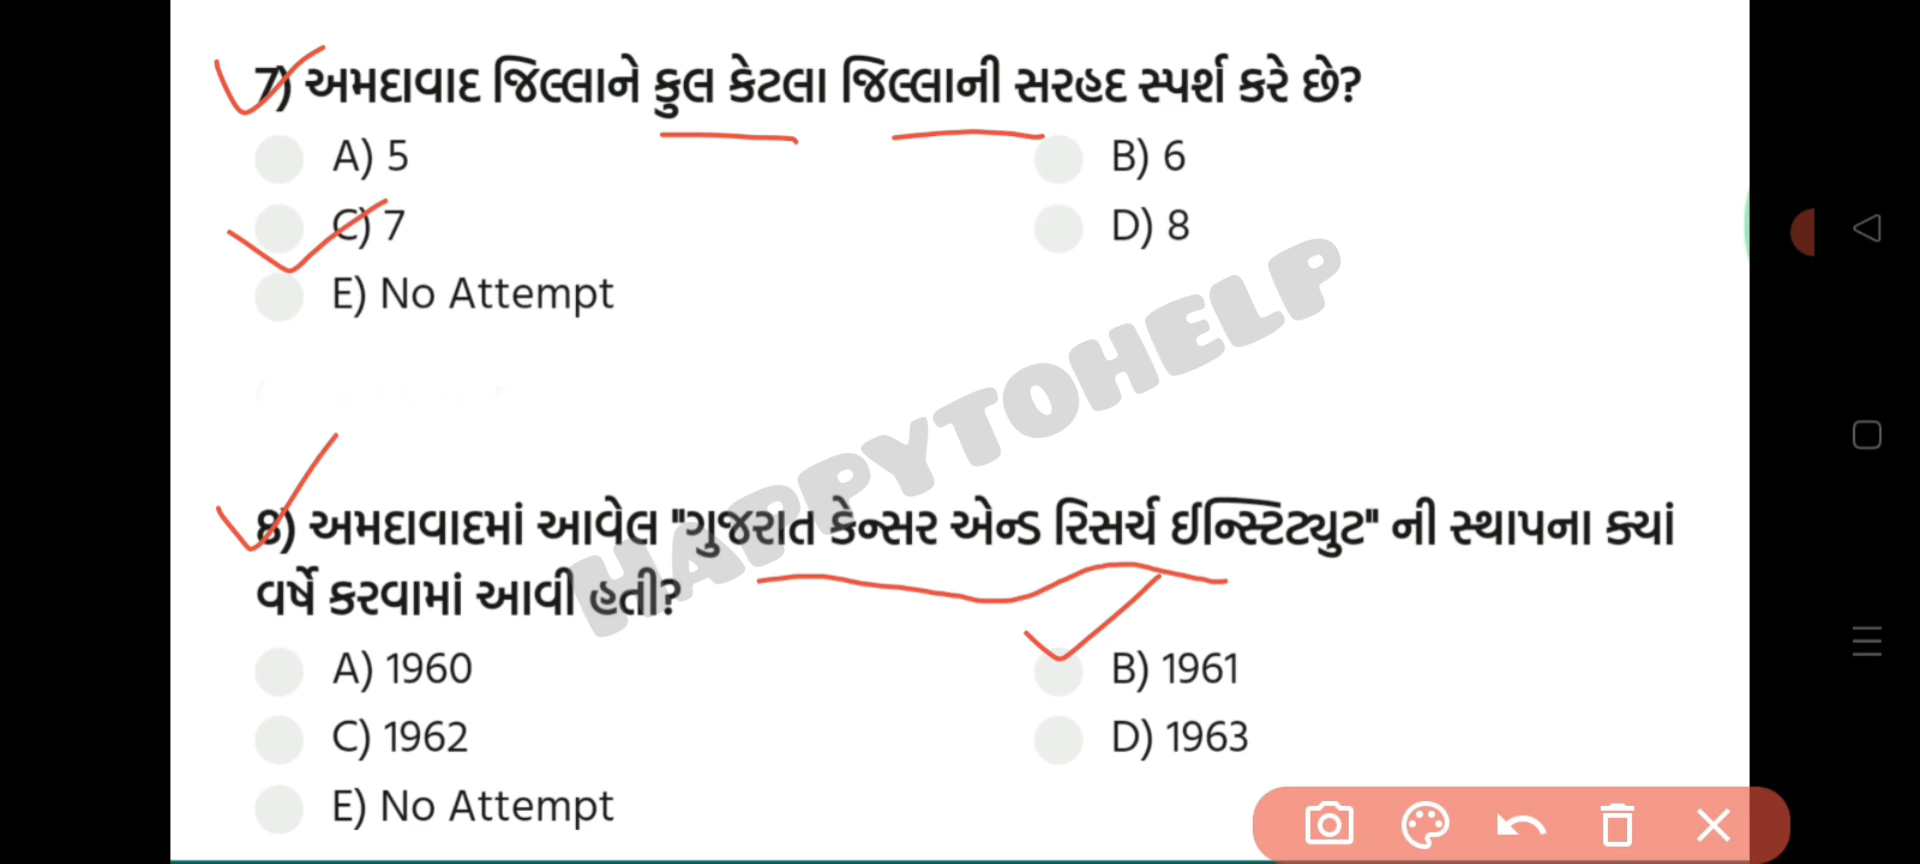 7) અમદાવાદ જિલ્લાને કુલ કેટલા જિલ્લાની સરહદ સ્પર્શ કરે છે?
A) 5
B) 6
C) 7
D) 8
E) No Attempt
HAPPYTOHELP
8) અમદાવાદમાં આવેલ "ગુજરાત કેન્સર એન્ડ રિસર્ચ ઈન્સ્ટિટ્યુટ" ની સ્થાપના ક્યાં
વર્ષે કરવામાં આવી હતી?
A) 1960
B) 1961
C) 1962
D) 1963
E) No Attempt